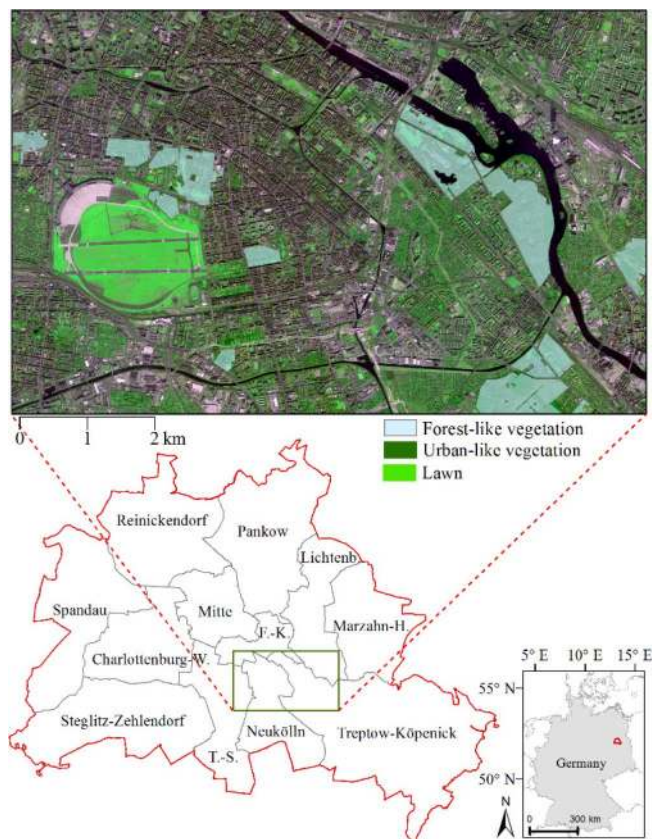 0 1 2 km
Forest-like vegetation
Urban-like vegetation
Lawn
Reinickendorf
Pankow
Lichtenb.
Spandau
Mitte
F.-K.
Marzahn-H.
Charlottenburg-W.
Steglitz-Zehlendorf
Neukölln
Treptow-Köpenick
T.-S.
5° E 10° E 15° E
55° N
50° N
Germany
N
0 300 km